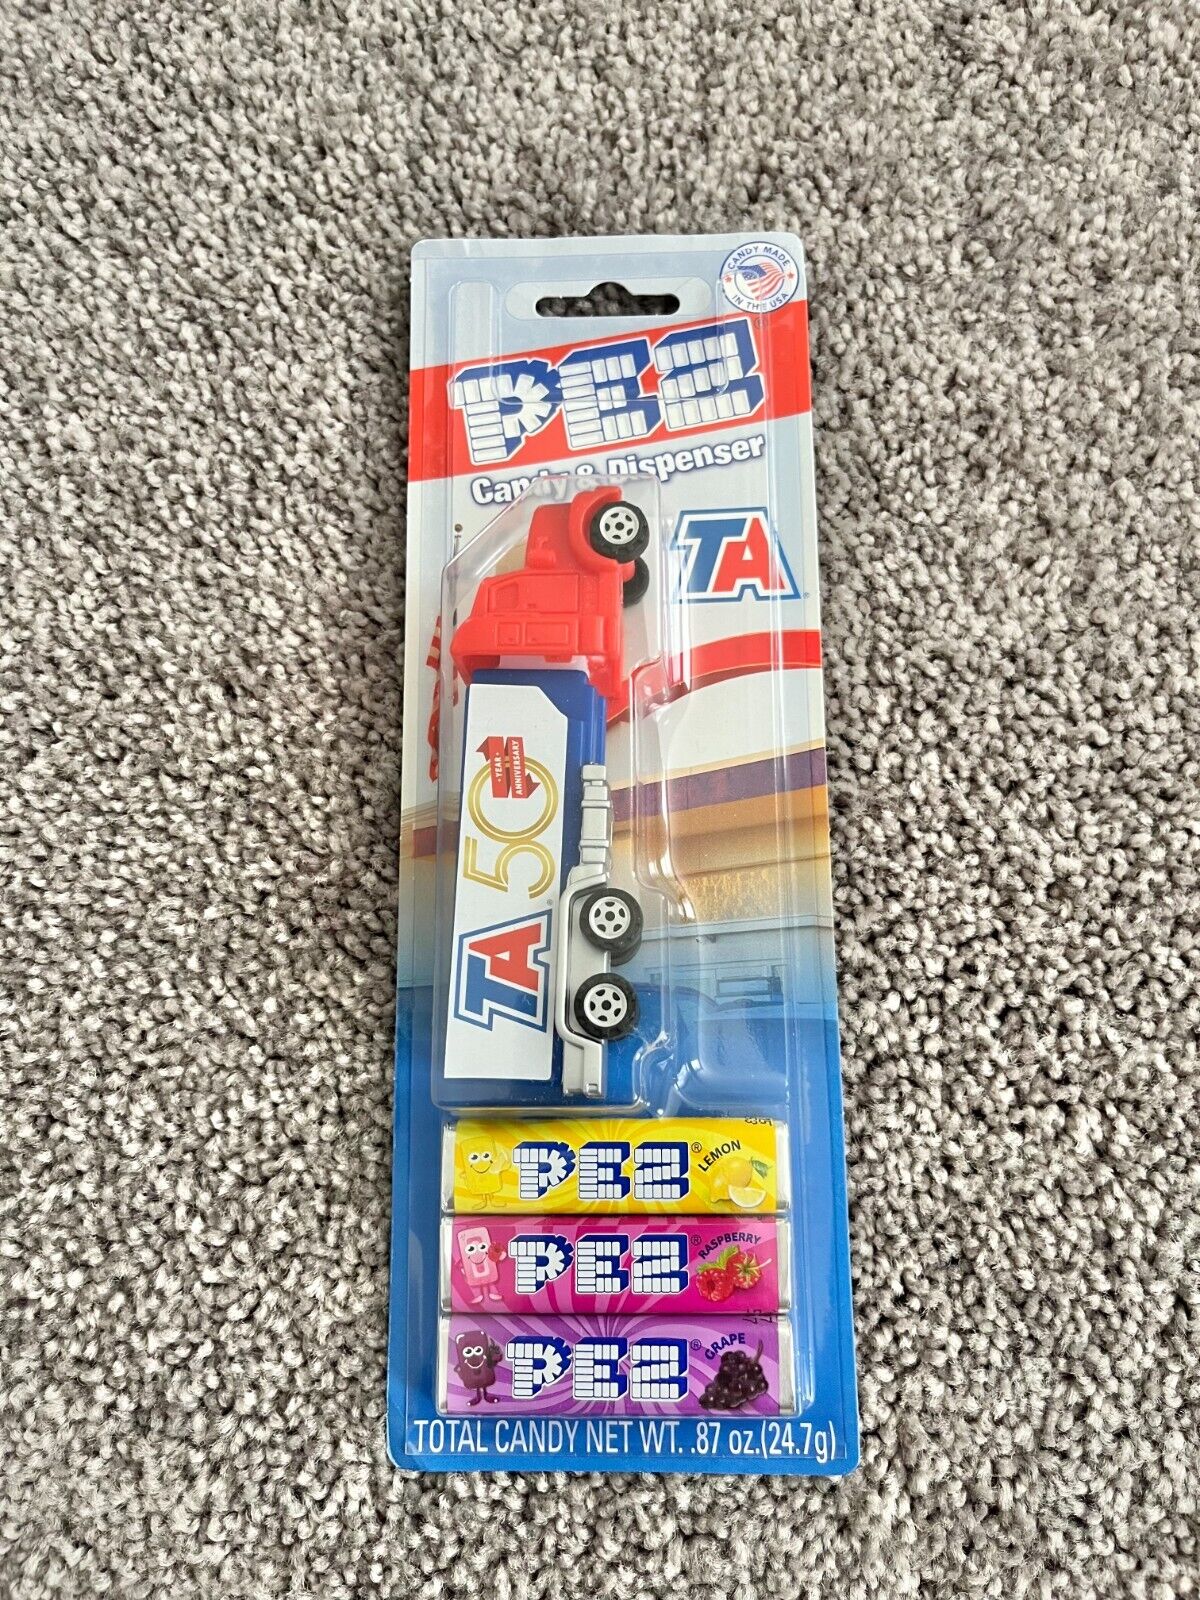 CANDY MADE
IN THE USA
PEZ®
Candy & Dispenser
TA®
50
YEAR
ANNIVERSARY
TA®
PEZ® LEMON
PEZ® RASPBERRY
PEZ® GRAPE
TOTAL CANDY NET WT. .87 oz.(24.7g)